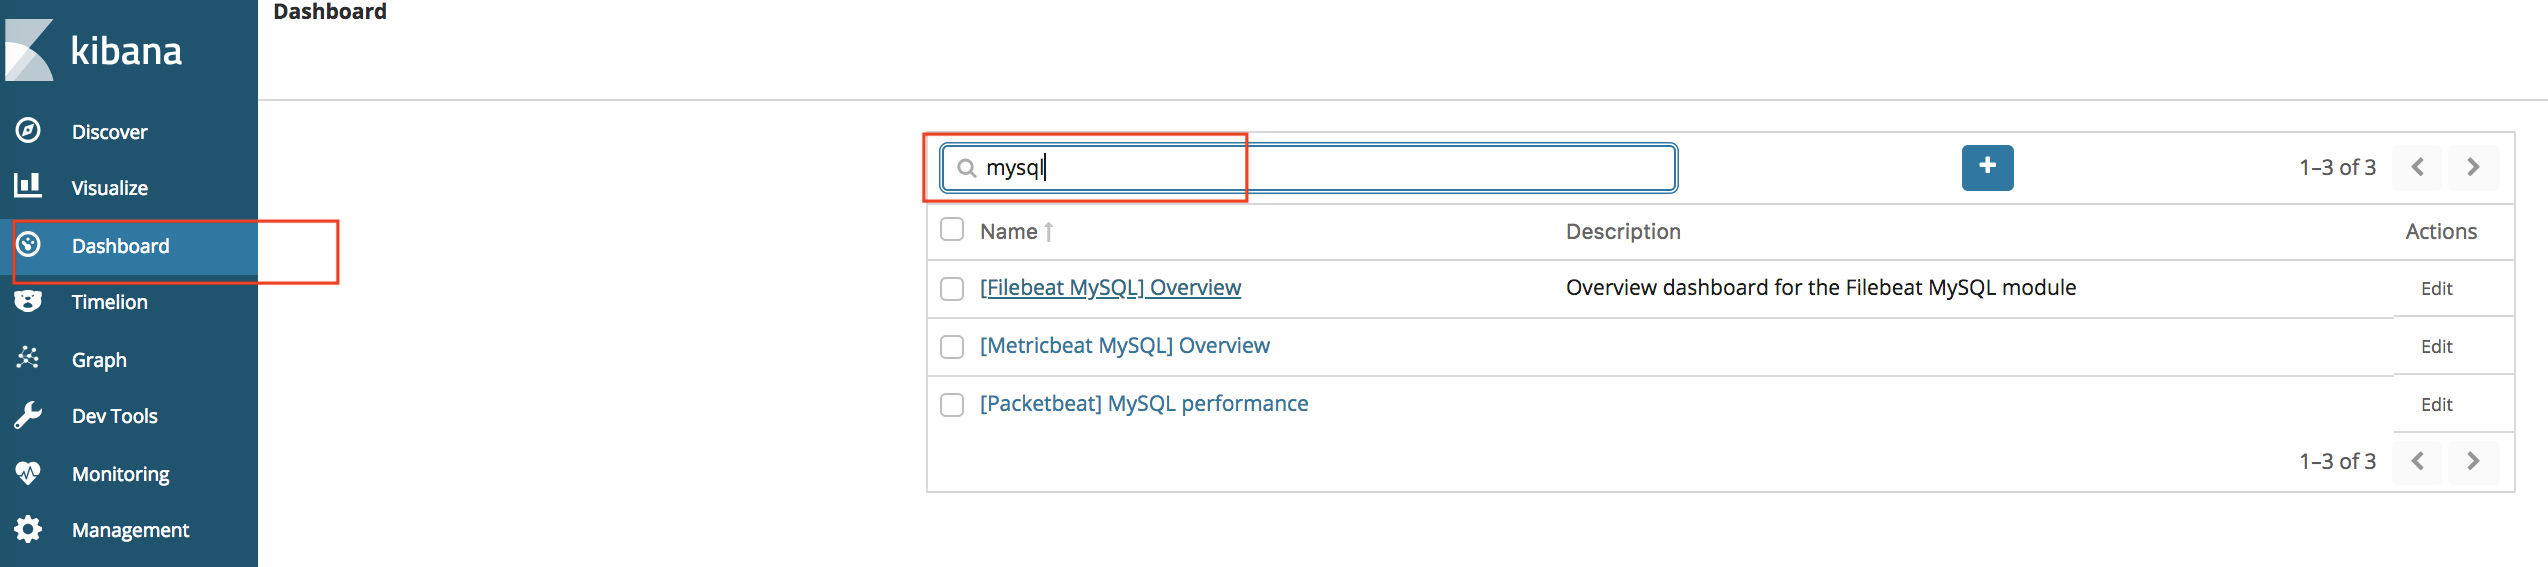 Dashboard
kibana
Discover
Visualize
Dashboard
Timelion
Graph
Dev Tools
Monitoring
Management
mysql
1–3 of 3
Name Description Actions
[Filebeat MySQL] Overview Overview dashboard for the Filebeat MySQL module Edit
[Metricbeat MySQL] Overview Edit
[Packetbeat] MySQL performance Edit
1–3 of 3